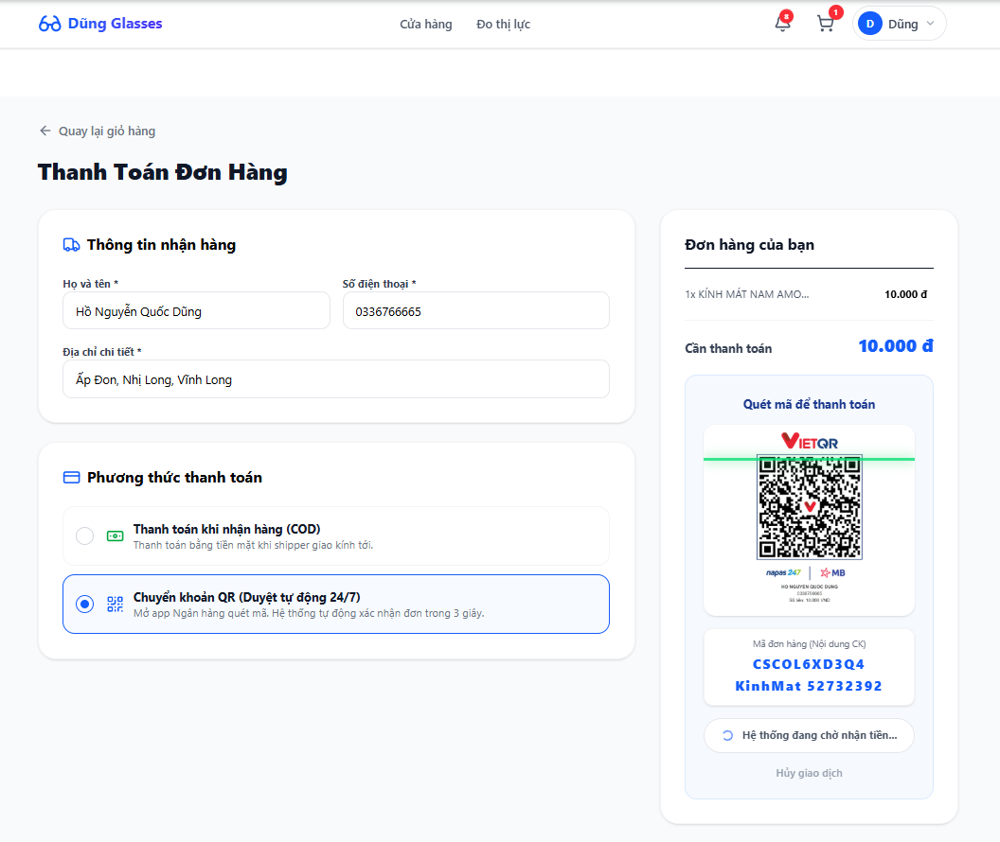 Dũng Glasses
Cửa hàng
Đo thị lực
8
1
D
Dũng
Quay lại giỏ hàng
Thanh Toán Đơn Hàng
Thông tin nhận hàng
Họ và tên *
Số điện thoại *
Hồ Nguyễn Quốc Dũng
0336766665
Địa chỉ chi tiết *
Ấp Đon, Nhị Long, Vĩnh Long
Phương thức thanh toán
Thanh toán khi nhận hàng (COD)
Thanh toán bằng tiền mặt khi shipper giao kính tới.
Chuyển khoản QR (Duyệt tự động 24/7)
Mở app Ngân hàng quét mã. Hệ thống tự động xác nhận đơn trong 3 giây.
Đơn hàng của bạn
1x KÍNH MÁT NAM AMO...
10.000 đ
Cần thanh toán
10.000 đ
Quét mã để thanh toán
VIETQR
napas 247
MB
HO NGUYEN QUOC DUNG
0336766665
Số tiền: 10.000 VND
Mã đơn hàng (Nội dung CK)
CSCOL6XD3Q4
KinhMat 52732392
Hệ thống đang chờ nhận tiền...
Hủy giao dịch